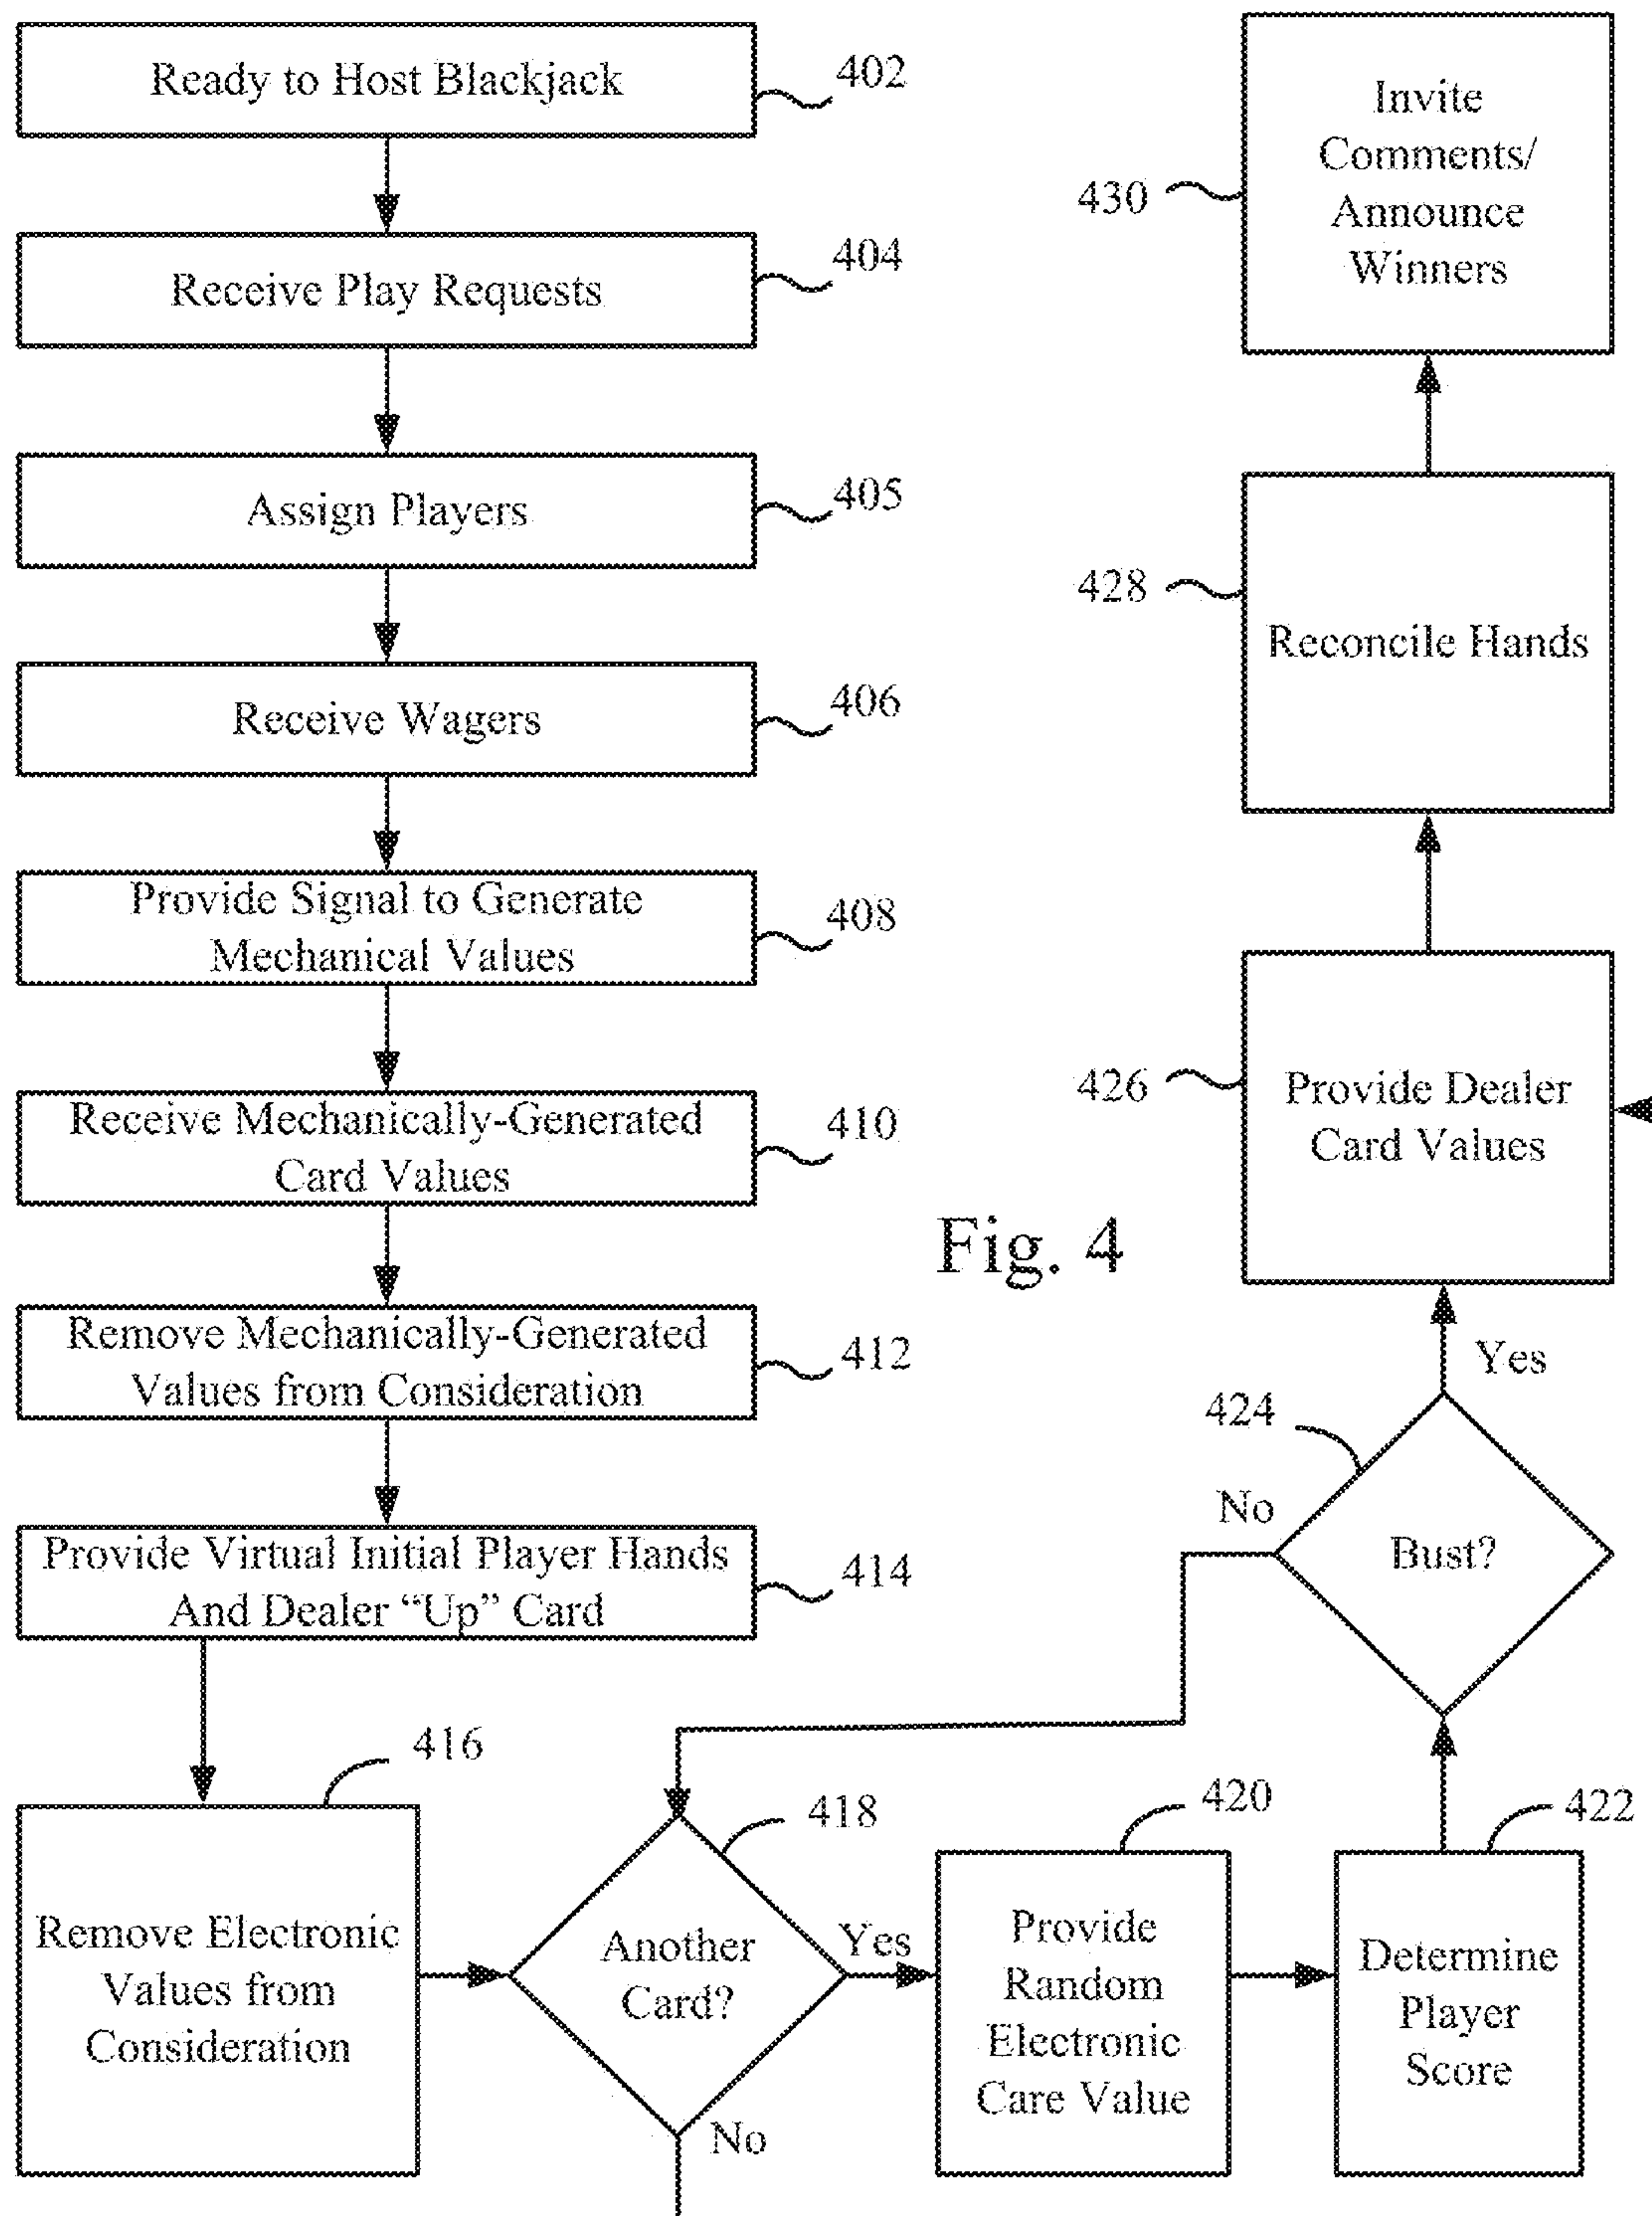 Ready to Host Blackjack
402
Receive Play Requests
404
Assign Players
405
Receive Wagers
406
Provide Signal to Generate
Mechanical Values
408
Receive Mechanically-Generated
Card Values
410
Remove Mechanically-Generated
Values from Consideration
412
Provide Virtual Initial Player Hands
And Dealer “Up” Card
414
416
Remove Electronic
Values from
Consideration
418
Another
Card?
Yes
No
420
Provide
Random
Electronic
Care Value
422
Determine
Player
Score
424
Bust?
No
Yes
426
Provide Dealer
Card Values
428
Reconcile Hands
430
Invite
Comments/
Announce
Winners
Fig. 4